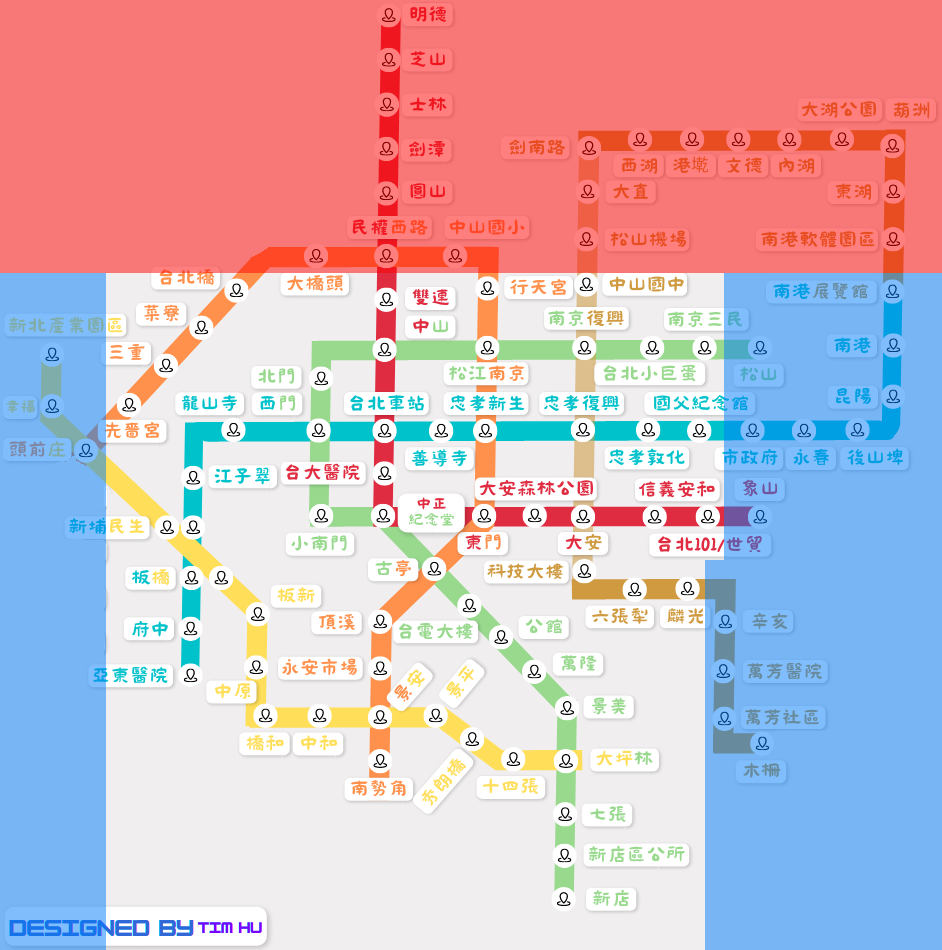 明德
芝山
士林
劍潭
圓山
民權西路
中山國小
大湖公園
葫洲
劍南路
西湖
港墘
文德
內湖
大直
東湖
松山機場
南港軟體園區
台北橋
大橋頭
雙連
行天宮
中山國中
南港展覽館
菜寮
中山
南京復興
南京三民
新北產業園區
三重
南港
北門
松江南京
台北小巨蛋
松山
幸福
先嗇宮
龍山寺
西門
台北車站
忠孝新生
忠孝復興
國父紀念館
昆陽
頭前庄
善導寺
忠孝敦化
市政府
永春
後山埤
江子翠
台大醫院
大安森林公園
信義安和
象山
中正
紀念堂
新埔民生
小南門
東門
大安
台北101/世貿
板橋
古亭
科技大樓
板新
頂溪
台電大樓
公館
六張犁
麟光
辛亥
府中
亞東醫院
中原
永安市場
景安
景平
萬隆
萬芳醫院
景美
萬芳社區
橋和
中和
南勢角
秀朗橋
十四張
大坪林
木柵
七張
新店區公所
新店
DESIGNED BY TIM HU